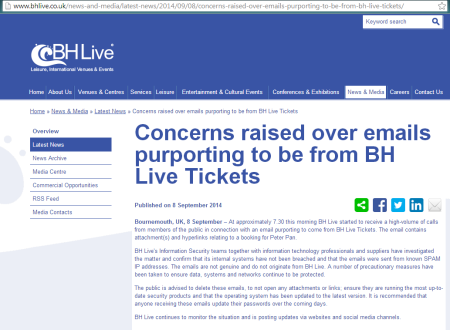 www.bhlive.co.uk/news-and-media/latest-news/2014/09/08/concerns-raised-over-emails-purporting-to-be-from-bh-live-tickets/
Keyword search
BH Live
Leisure, International Venues & Events
Home About Us Venues & Centres Services Leisure Entertainment & Cultural Events Conferences & Exhibitions News & Media Careers Contact Us
Home » News & Media » Latest News » Concerns raised over emails purporting to be from BH Live Tickets
Overview
Latest News
News Archive
Media Centre
Commercial Opportunities
RSS Feed
Media Contacts
Concerns raised over emails
purporting to be from BH
Live Tickets
Published on 8 September 2014
Bournemouth, UK, 8 September – At approximately 7.30 this morning BH Live started to receive a high-volume of calls
from members of the public in connection with an email purporting to come from BH Live Tickets. The email contains
attachment(s) and hyperlinks relating to a booking for Peter Pan.
BH Live's Information Security teams together with information technology professionals and suppliers have investigated
the matter and confirm that its internal systems have not been breached and that the emails were sent from known SPAM
IP addresses. The emails are not genuine and do not originate from BH Live. A number of precautionary measures have
been taken to ensure data, systems and networks continue to be protected.
The public is advised to delete these emails, to not open any attachments or links; ensure they are running the most up-to-
date security products and that the operating system has been updated to the latest version. It is recommended that
anyone receiving these emails update their passwords over the coming days.
BH Live continues to monitor the situation and is posting updates via websites and social media channels.